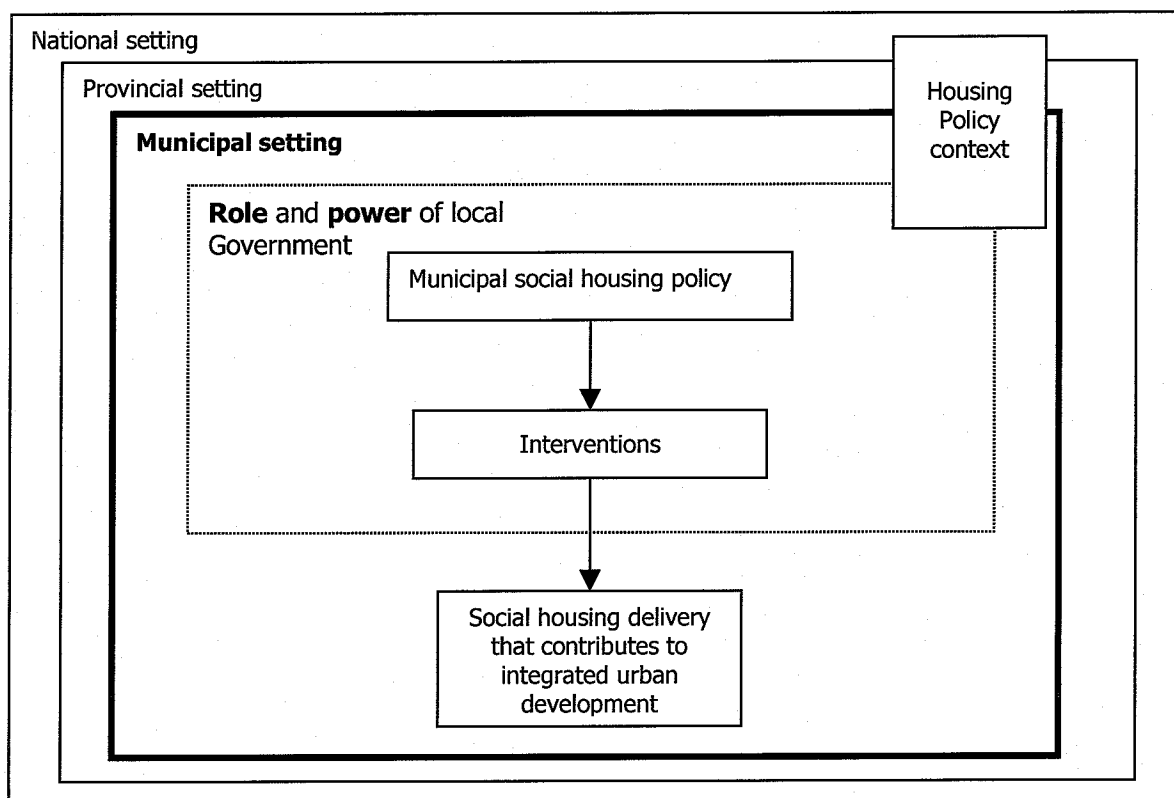 National setting
Provincial setting
Housing
Policy
context
Municipal setting
Role and power of local
Government
Municipal social housing policy
Interventions
Social housing delivery
that contributes to
integrated urban
development